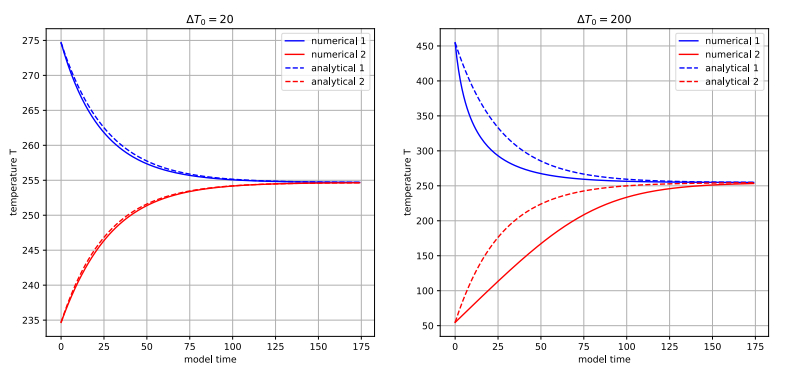 ΔT₀ = 20
275
270
265
260
255
250
245
240
235
temperature T
0
25
50
75
100
125
150
175
model time
numerical 1
numerical 2
analytical 1
analytical 2
ΔT₀ = 200
450
400
350
300
250
200
150
100
50
temperature T
0
25
50
75
100
125
150
175
model time
numerical 1
numerical 2
analytical 1
analytical 2